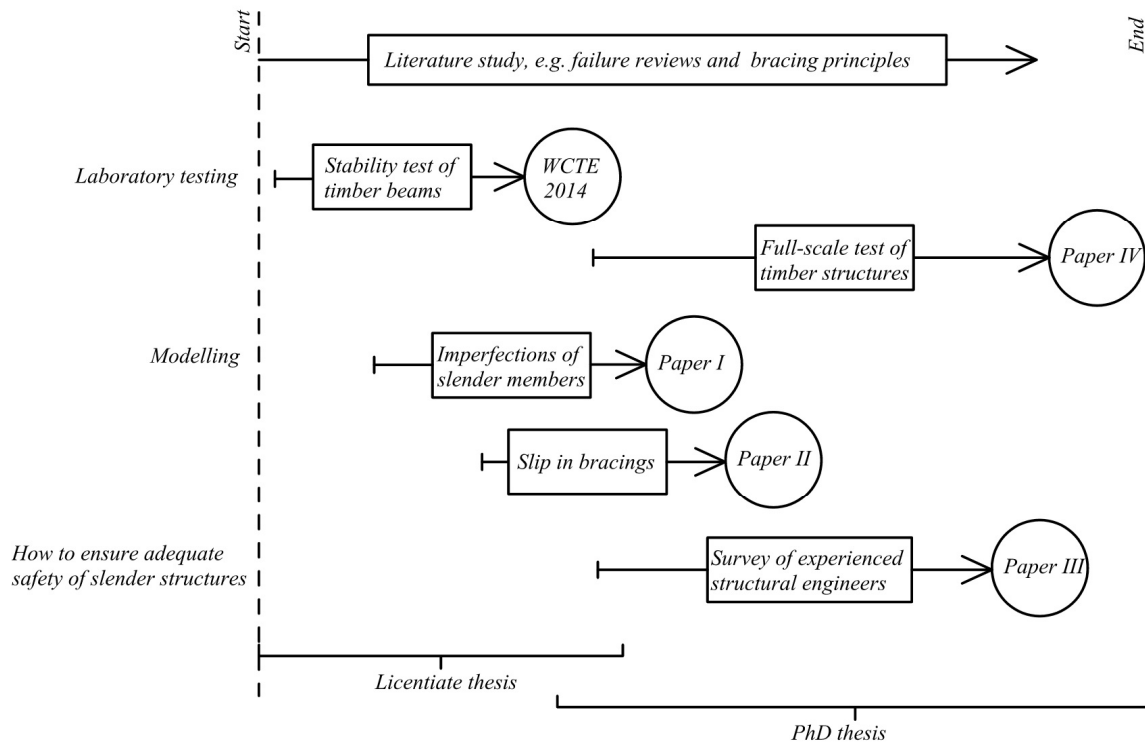 Start
End
Literature study, e.g. failure reviews and bracing principles
Laboratory testing
Stability test of
timber beams
WCTE
2014
Full-scale test of
timber structures
Paper IV
Modelling
Imperfections of
slender members
Paper I
Slip in bracings
Paper II
How to ensure adequate
safety of slender structures
Survey of experienced
structural engineers
Paper III
Licentiate thesis
PhD thesis